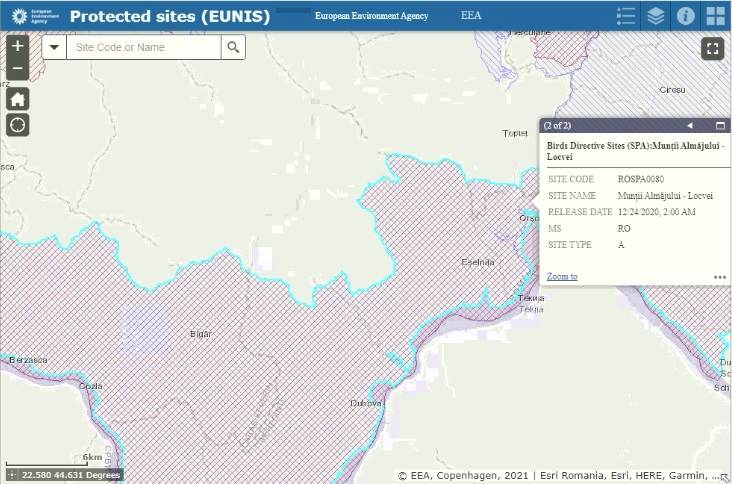 European
Environment
Agency
Protected sites (EUNIS)
European Environment Agency
EEA
Site Code or Name
Cireșu
Topleț
(2 of 2)
Birds Directive Sites (SPA):Munții Almăjului -
Locvei
SITE CODE ROSPA0080
SITE NAME Munții Almăjului - Locvei
RELEASE DATE 12/24/2020, 2:00 AM
MS RO
SITE TYPE A
Zoom to
Eșelnița
Текија
Tekija
Bigăr
Berzasca
Cozla
Dubova
6km
22.580 44.631 Degrees
© EEA, Copenhagen, 2021 | Esri Romania, Esri, HERE, Garmin, ...